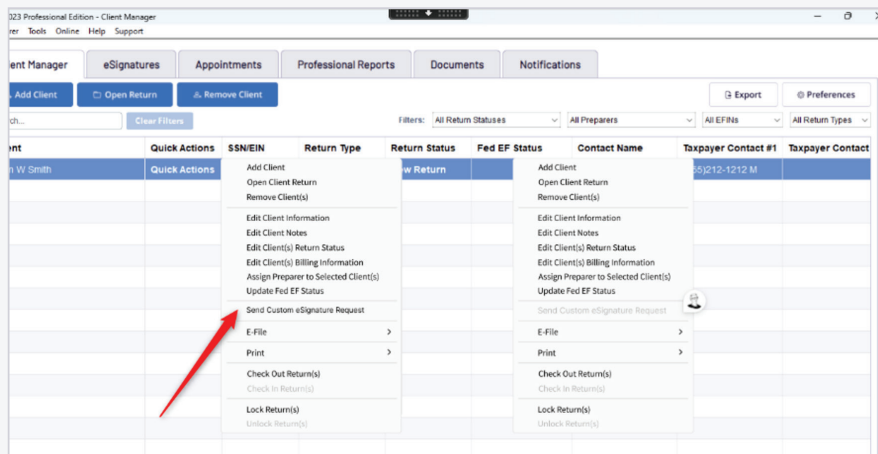 023 Professional Edition - Client Manager
rer Tools Online Help Support
ent Manager eSignatures Appointments Professional Reports Documents Notifications
Add Client Open Return Remove Client Export Preferences
ch... Clear Filters Filters: All Return Statuses All Preparers All EFINs All Return Types
ent Quick Actions SSN/EIN Return Type Return Status Fed EF Status Contact Name Taxpayer Contact #1 Taxpayer Contact
n W Smith Quick Actions ew Return 55)212-1212 M
Add Client
Open Client Return
Remove Client(s)
Edit Client Information
Edit Client Notes
Edit Client(s) Return Status
Edit Client(s) Billing Information
Assign Preparer to Selected Client(s)
Update Fed EF Status
Send Custom eSignature Request
E-File
Print
Check Out Return(s)
Check In Return(s)
Lock Return(s)
Unlock Return(s)
Add Client
Open Client Return
Remove Client(s)
Edit Client Information
Edit Client Notes
Edit Client(s) Return Status
Edit Client(s) Billing Information
Assign Preparer to Selected Client(s)
Update Fed EF Status
Send Custom eSignature Request
E-File
Print
Check Out Return(s)
Check In Return(s)
Lock Return(s)
Unlock Return(s)